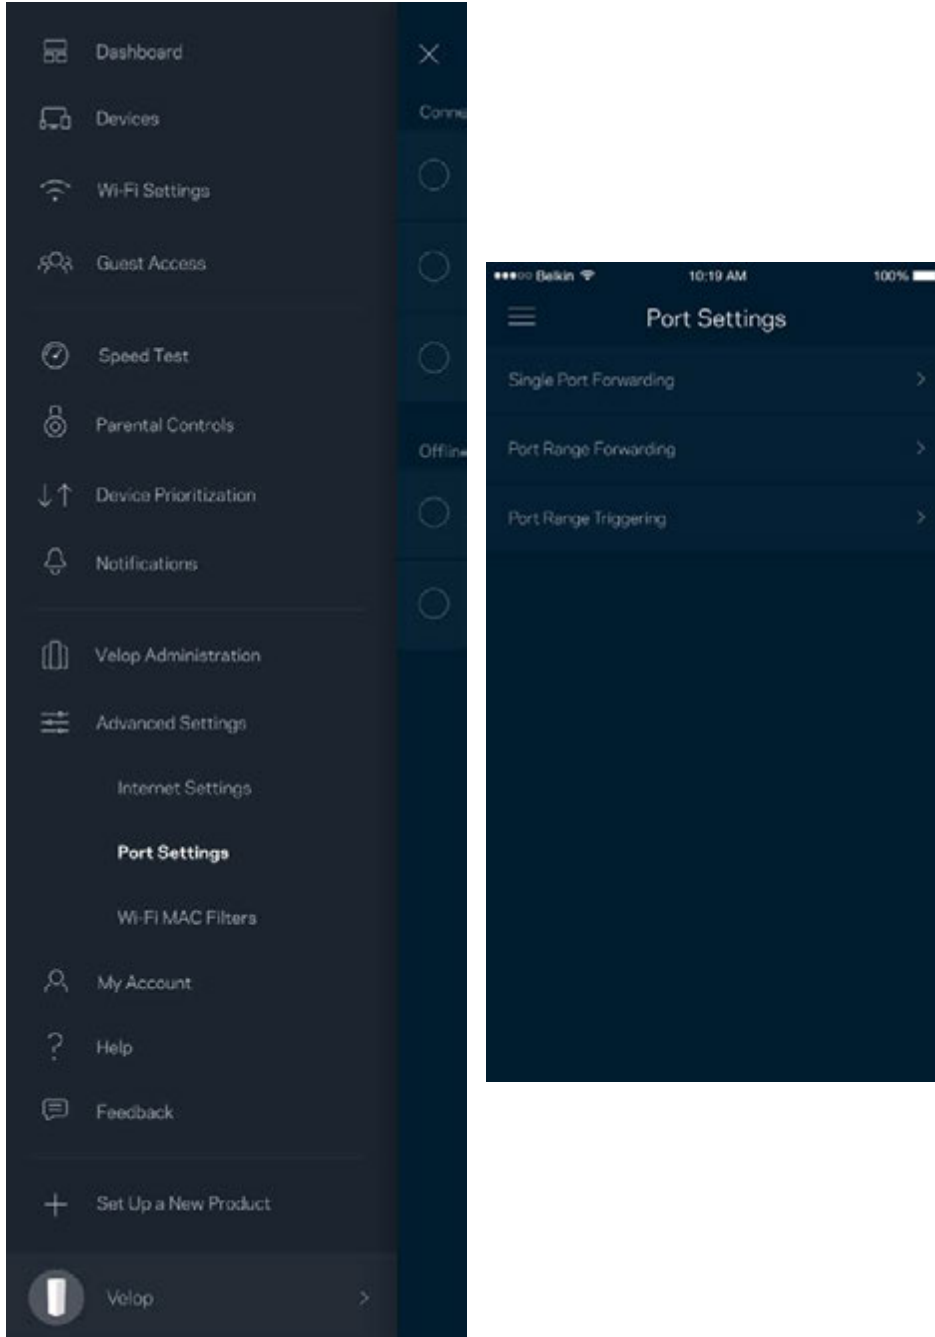 Dashboard
Devices
Wi-Fi Settings
Guest Access
Speed Test
Parental Controls
Device Prioritization
Notifications
Velop Administration
Advanced Settings
Internet Settings
Port Settings
Wi-Fi MAC Filters
My Account
Help
Feedback
Set Up a New Product
Velop
Conne
Offlin
Belkin 10:19 AM 100%
Port Settings
Single Port Forwarding
Port Range Forwarding
Port Range Triggering